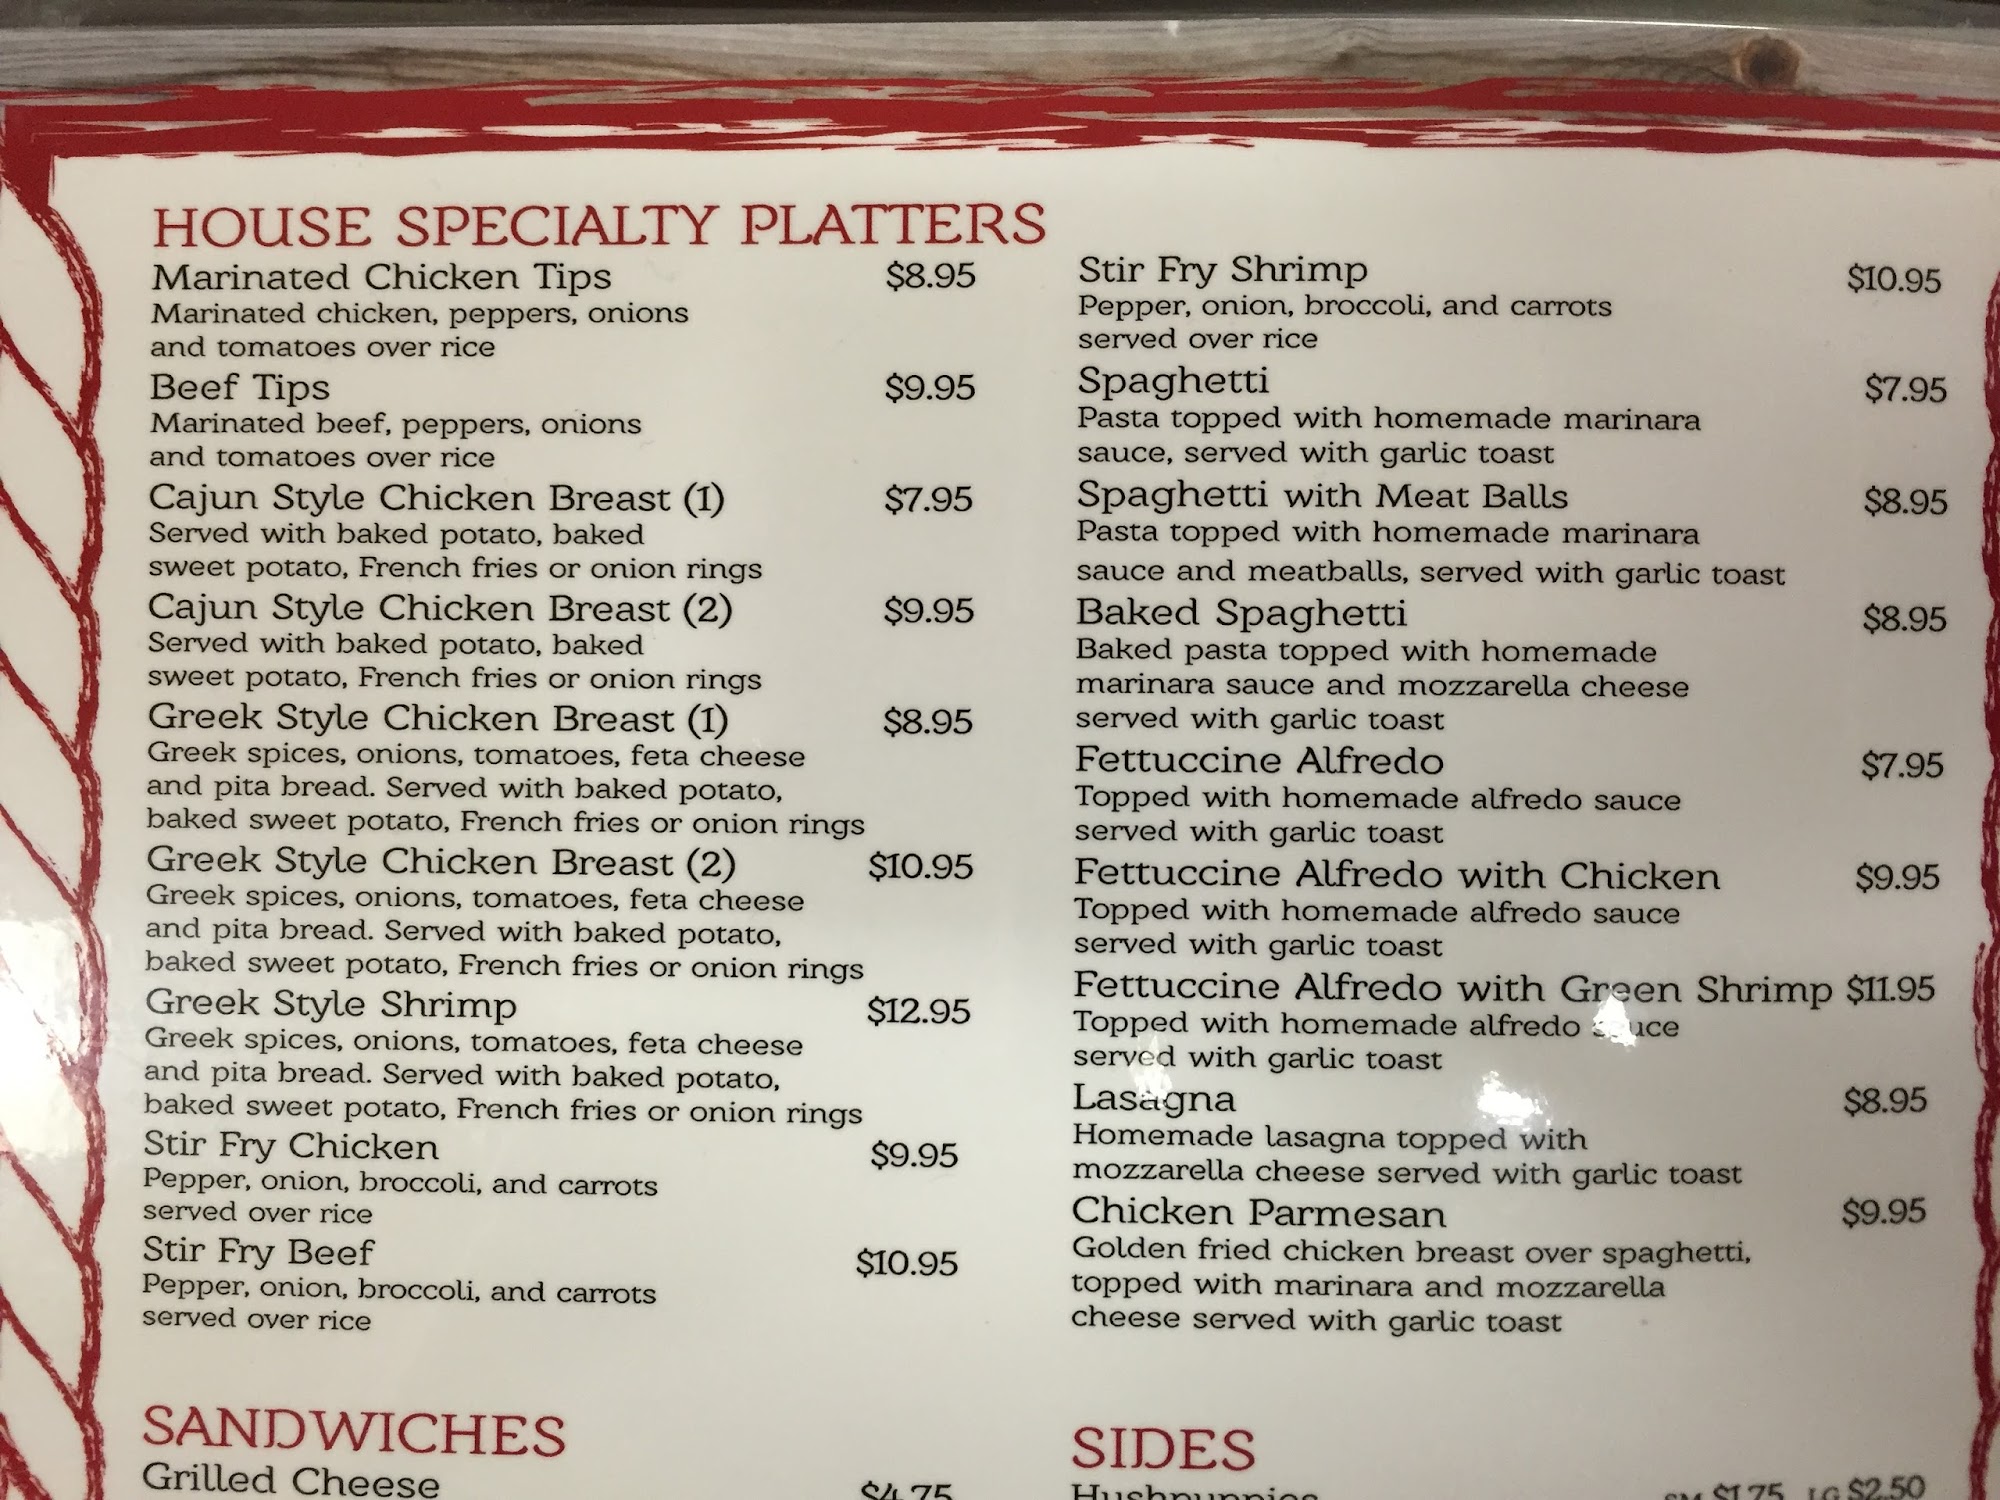 HOUSE SPECIALTY PLATTERS
Marinated Chicken Tips $8.95
Marinated chicken, peppers, onions
and tomatoes over rice
Beef Tips $9.95
Marinated beef, peppers, onions
and tomatoes over rice
Cajun Style Chicken Breast (1) $7.95
Served with baked potato, baked
sweet potato, French fries or onion rings
Cajun Style Chicken Breast (2) $9.95
Served with baked potato, baked
sweet potato, French fries or onion rings
Greek Style Chicken Breast (1) $8.95
Greek spices, onions, tomatoes, feta cheese
and pita bread. Served with baked potato,
baked sweet potato, French fries or onion rings
Greek Style Chicken Breast (2) $10.95
Greek spices, onions, tomatoes, feta cheese
and pita bread. Served with baked potato,
baked sweet potato, French fries or onion rings
Greek Style Shrimp $12.95
Greek spices, onions, tomatoes, feta cheese
and pita bread. Served with baked potato,
baked sweet potato, French fries or onion rings
Stir Fry Chicken $9.95
Pepper, onion, broccoli, and carrots
served over rice
Stir Fry Beef $10.95
Pepper, onion, broccoli, and carrots
served over rice
Stir Fry Shrimp $10.95
Pepper, onion, broccoli, and carrots
served over rice
Spaghetti $7.95
Pasta topped with homemade marinara
sauce, served with garlic toast
Spaghetti with Meat Balls $8.95
Pasta topped with homemade marinara
sauce and meatballs, served with garlic toast
Baked Spaghetti $8.95
Baked pasta topped with homemade
marinara sauce and mozzarella cheese
served with garlic toast
Fettuccine Alfredo $7.95
Topped with homemade alfredo sauce
served with garlic toast
Fettuccine Alfredo with Chicken $9.95
Topped with homemade alfredo sauce
served with garlic toast
Fettuccine Alfredo with Green Shrimp $11.95
Topped with homemade alfredo sauce
served with garlic toast
Lasagna $8.95
Homemade lasagna topped with
mozzarella cheese served with garlic toast
Chicken Parmesan $9.95
Golden fried chicken breast over spaghetti,
topped with marinara and mozzarella
cheese served with garlic toast
SANDWICHES
Grilled Cheese $4.75
SIDES
Hushpuppies SM $1.75 LG $2.50